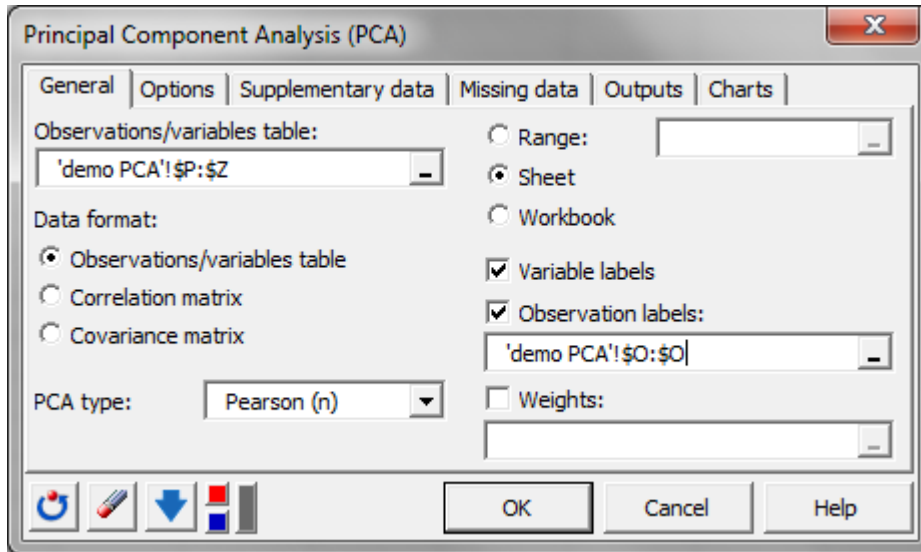 Principal Component Analysis (PCA)
General
Options
Supplementary data
Missing data
Outputs
Charts
Observations/variables table:
'demo PCA'!$P:$Z
Data format:
Observations/variables table
Correlation matrix
Covariance matrix
PCA type:
Pearson (n)
Range:
Sheet
Workbook
Variable labels
Observation labels:
'demo PCA'!$O:$O
Weights:
OK
Cancel
Help